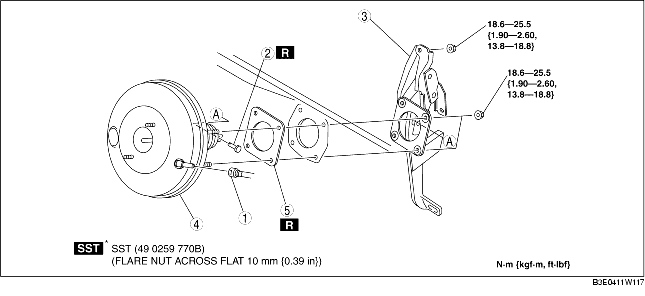 3
18.6—25.5
{1.90—2.60,
13.8—18.8}
2 R
18.6—25.5
{1.90—2.60,
13.8—18.8}
A
A
4
1
5
R
SST * SST (49 0259 770B)
(FLARE NUT ACROSS FLAT 10 mm {0.39 in})
N·m {kgf·m, ft·lbf}
B3E0411W117